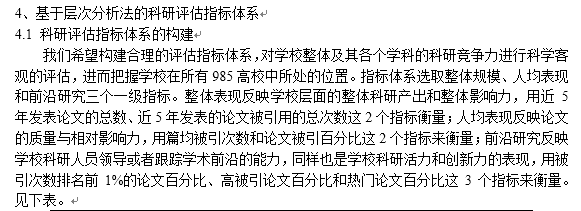 4、基于层次分析法的科研评估指标体系
4.1 科研评估指标体系的构建
我们希望构建合理的评估指标体系,对学校整体及其各个学科的科研竞争力进行科学客
观的评估,进而把握学校在所有 985 高校中所处的位置。指标体系选取整体规模、人均表现
和前沿研究三个一级指标。整体表现反映学校层面的整体科研产出和整体影响力,用近 5
年发表论文的总数、近 5 年发表的论文被引用的总次数这 2 个指标衡量;人均表现反映论文
的质量与相对影响力,用篇均被引次数和论文被引百分比这 2 个指标来衡量;前沿研究反映
学校科研人员领导或者跟踪学术前沿的能力,同样也是学校科研活力和创新力的表现,用被
引次数排名前 1%的论文百分比、高被引论文百分比和热门论文百分比这 3 个指标来衡量。
见下表。